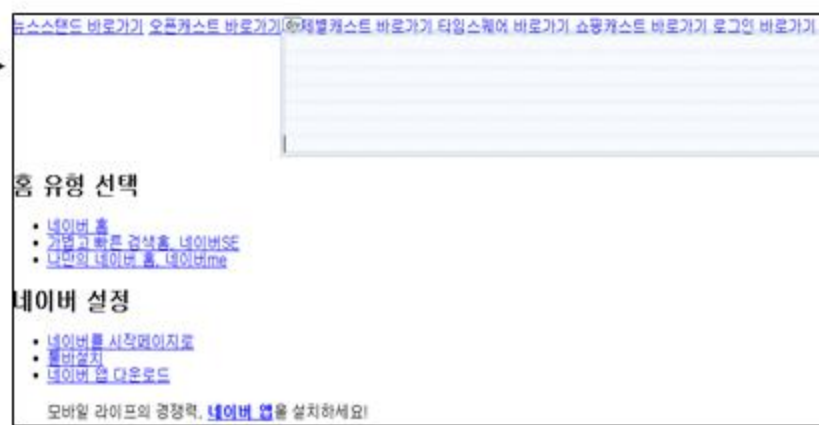 뉴스스탠드 바로가기 오픈캐스트 바로가기 주제별캐스트 바로가기 타임스퀘어 바로가기 쇼핑캐스트 바로가기 로그인 바로가기
홈 유형 선택
• 네이버 홈
• 가볍고 빠른 검색홈, 네이버SE
• 나만의 네이버 홈, 네이버me
네이버 설정
• 네이버를 시작페이지로
• 툴바설치
• 네이버 앱 다운로드
모바일 라이프의 경쟁력, 네이버 앱을 설치하세요!